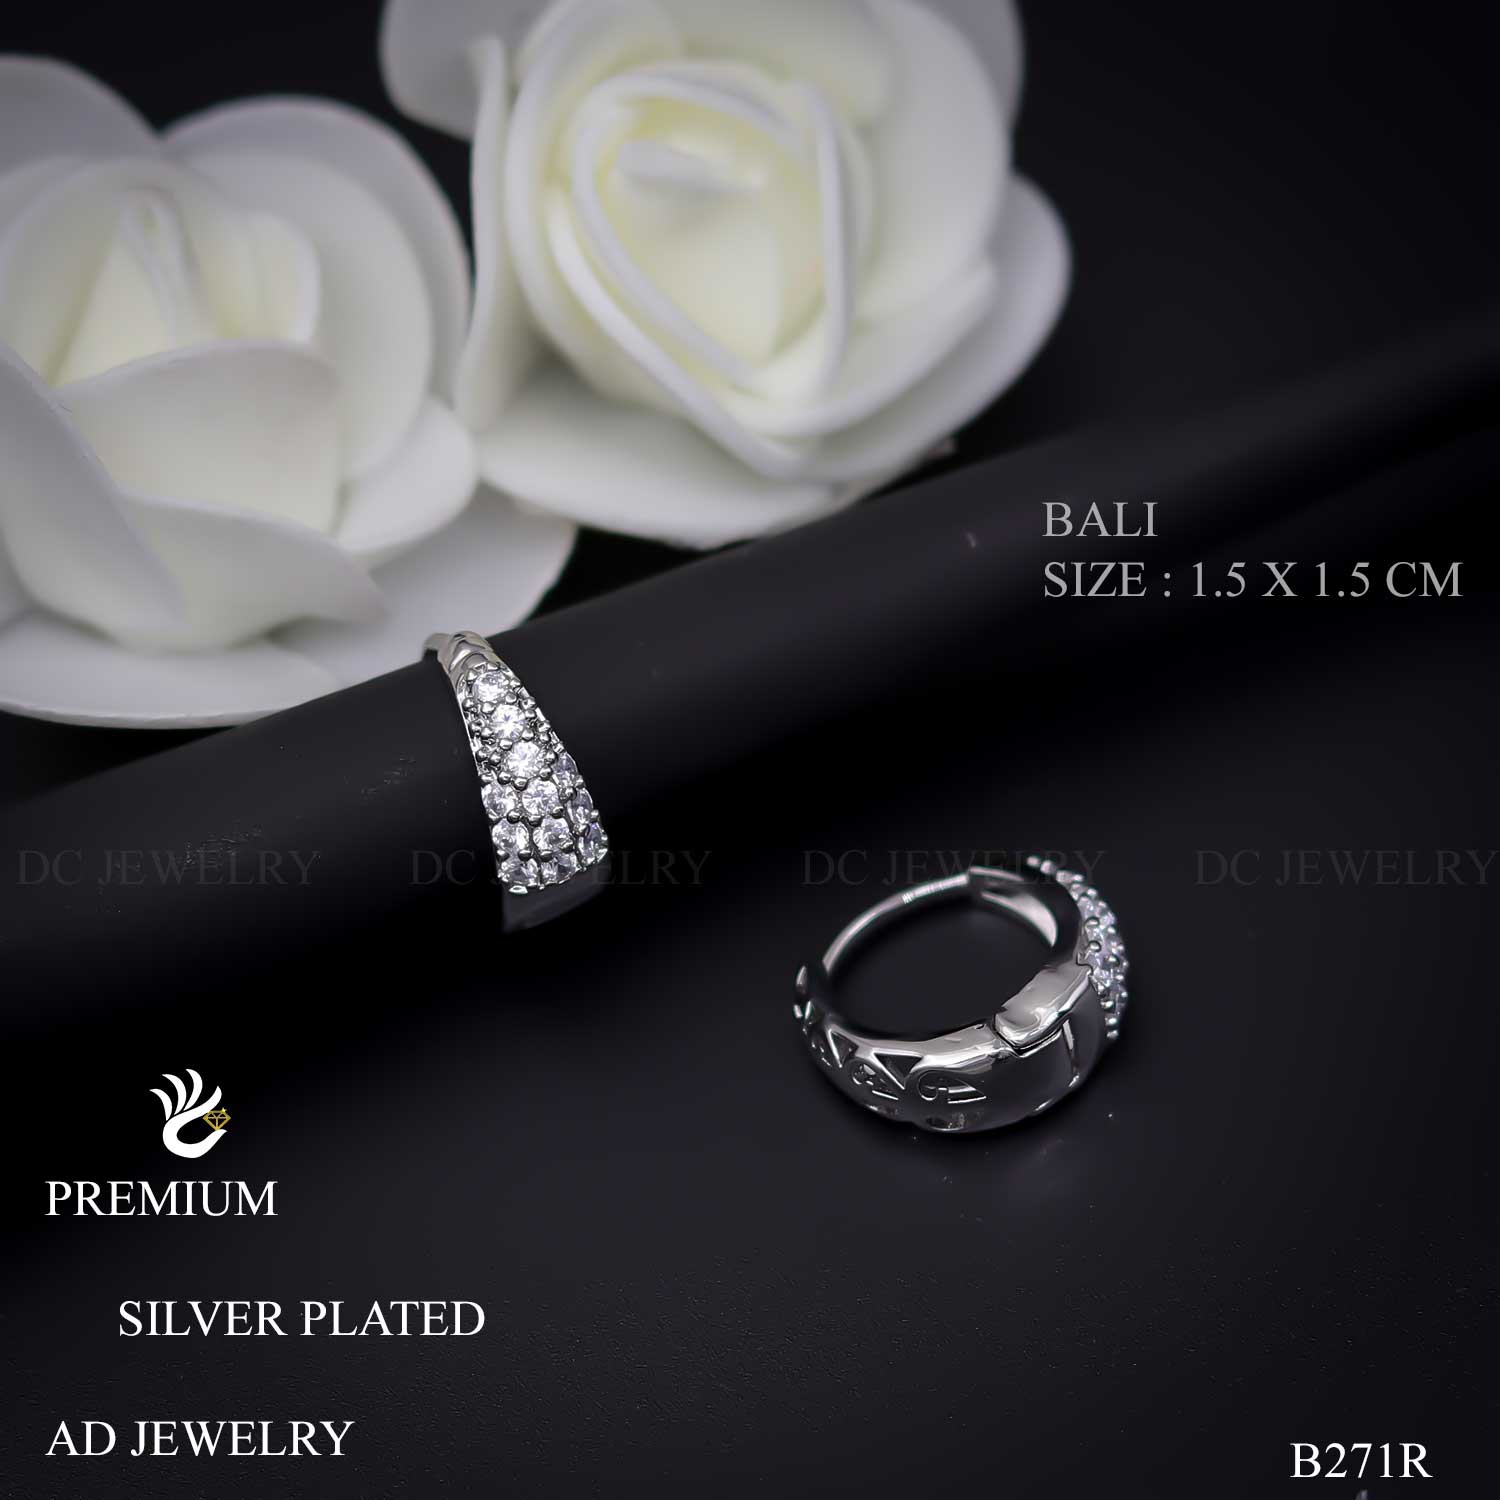 BALI
SIZE : 1.5 X 1.5 CM
DC JEWELRY DC JEWELRY DC JEWELRY DC JEWELRY
PREMIUM
SILVER PLATED
AD JEWELRY
B271R